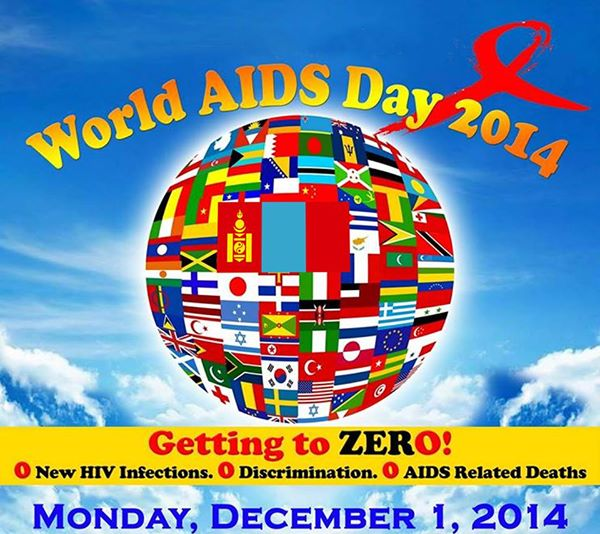 World AIDS Day 2014
Getting to ZERO!
0 New HIV Infections. 0 Discrimination. 0 AIDS Related Deaths
Monday, December 1, 2014